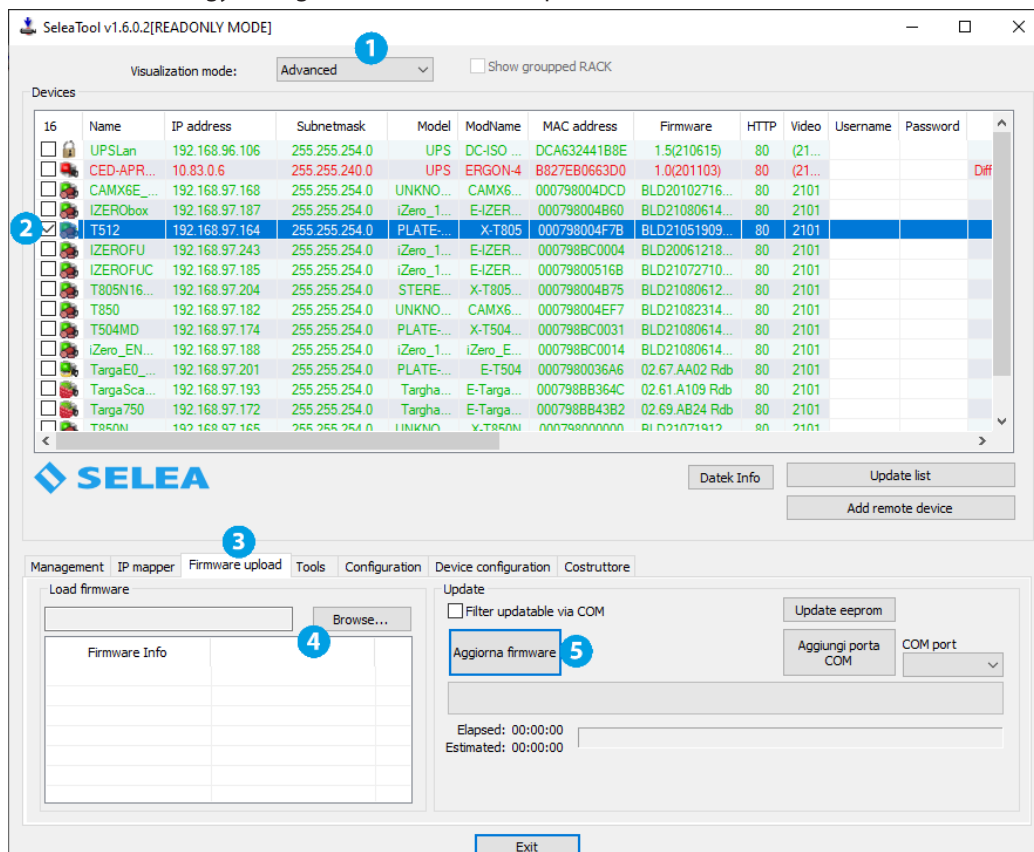 SeleaTool v1.6.0.2[READONLY MODE]
1
Visualization mode: Advanced Show groupped RACK
Devices
16 Name IP address Subnetmask Model ModName MAC address Firmware HTTP Video Username Password
UPSLan 192.168.96.106 255.255.254.0 UPS DC-ISO ... DCA632441B8E 1.5(210615) 80 (21...
CED-APR... 10.83.0.6 255.255.240.0 UPS ERGON-4 B827EB0663D0 1.0(201103) 80 (21... Diff
CAMX6E_... 192.168.97.168 255.255.254.0 UNKNO... CAMX6... 000798004DCD BLD20102716... 80 2101
IZERObox 192.168.97.187 255.255.254.0 iZero_1... E-IZER... 000798004B60 BLD21080614... 80 2101
2 T512 192.168.97.164 255.255.254.0 PLATE-... X-T805 000798004F7B BLD21051909... 80 2101
IZEROFU 192.168.97.243 255.255.254.0 iZero_1... E-IZER... 000798BC0004 BLD20061218... 80 2101
IZEROFUC 192.168.97.185 255.255.254.0 iZero_1... E-IZER... 00079800516B BLD21072710... 80 2101
T805N16... 192.168.97.204 255.255.254.0 STERE... X-T805... 000798004B75 BLD21080612... 80 2101
T850 192.168.97.182 255.255.254.0 UNKNO... CAMX6... 000798004EF7 BLD21082314... 80 2101
T504MD 192.168.97.174 255.255.254.0 PLATE-... X-T504... 000798BC0031 BLD21080614... 80 2101
iZero_EN... 192.168.97.188 255.255.254.0 iZero_1... iZero_E... 000798BC0014 BLD21080614... 80 2101
TargaE0_... 192.168.97.201 255.255.254.0 PLATE-... E-T504 0007980036A6 02.67.AA02 Rdb 80 2101
TargaSca... 192.168.97.193 255.255.254.0 Targha... E-Targa... 000798BB364C 02.61.A109 Rdb 80 2101
Targa750 192.168.97.172 255.255.254.0 Targha... E-Targa... 000798BB43B2 02.69.AB24 Rdb 80 2101
T850N 192.168.97.165 255.255.254.0 UNKNO... X-T850N 000798000000 BLD21071912... 80 2101
SELEA
Datek Info Update list
Add remote device
3
Management IP mapper Firmware upload Tools Configuration Device configuration Costruttore
Load firmware
Browse...
4
Firmware Info
Update
Filter updatable via COM Update eeprom
Aggiorna firmware 5 Aggiungi porta COM COM port
Elapsed: 00:00:00
Estimated: 00:00:00
Exit